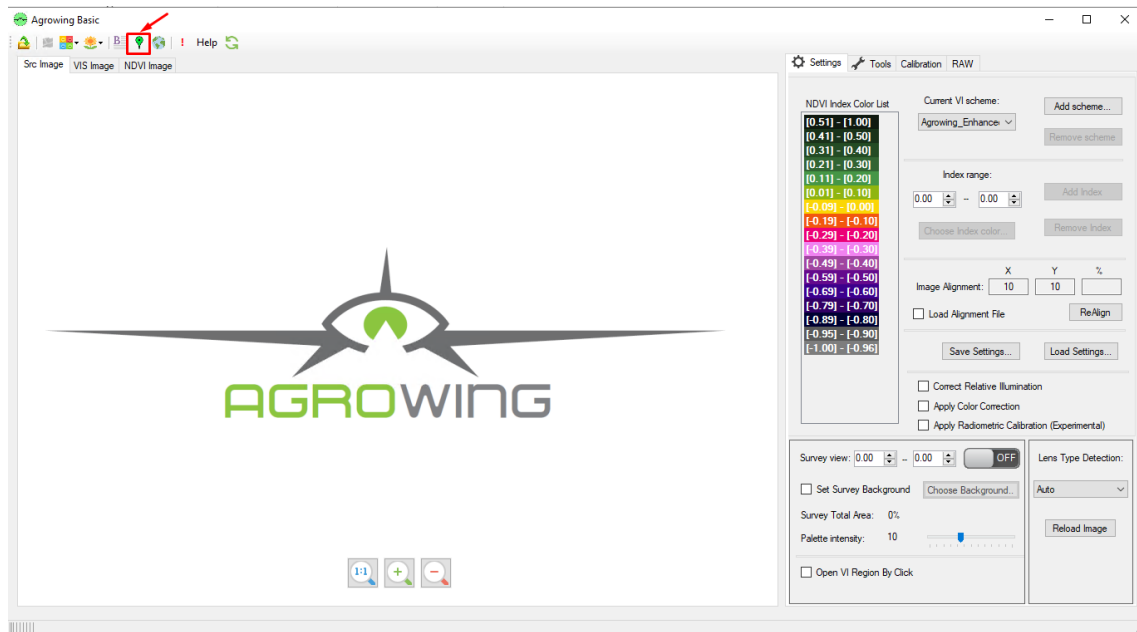 Agrowing Basic
B
! Help
Src Image VIS Image NDVI Image
Settings Tools Calibration RAW
NDVI Index Color List
[0.51] - [1.00]
[0.41] - [0.50]
[0.31] - [0.40]
[0.21] - [0.30]
[0.11] - [0.20]
[0.01] - [0.10]
[-0.09] - [0.00]
[-0.19] - [-0.10]
[-0.29] - [-0.20]
[-0.39] - [-0.30]
[-0.49] - [-0.40]
[-0.59] - [-0.50]
[-0.69] - [-0.60]
[-0.79] - [-0.70]
[-0.89] - [-0.80]
[-0.95] - [-0.90]
[-1.00] - [-0.96]
Current VI scheme:
Agrowing_Enhance
Add scheme...
Remove scheme
Index range:
0.00 - 0.00
Add Index
Choose Index color...
Remove Index
X Y %
Image Alignment: 10 10
Load Alignment File
ReAlign
Save Settings... Load Settings...
Correct Relative Illumination
Apply Color Correction
Apply Radiometric Calibration (Experimental)
AGROWING
1:1 + -
Survey view: 0.00 - 0.00 OFF
Set Survey Background Choose Background..
Survey Total Area: 0%
Palette intensity: 10
Open VI Region By Click
Lens Type Detection:
Auto
Reload Image